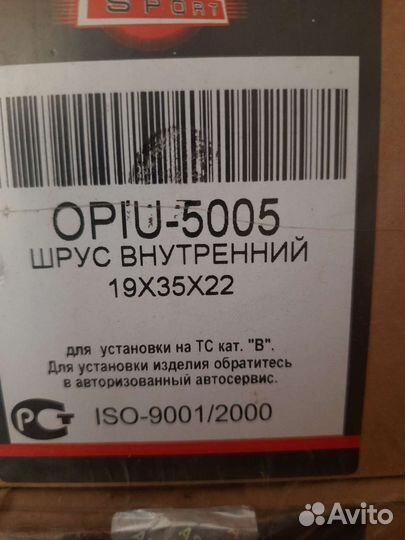 SPORT
OPIU-5005
ШРУС ВНУТРЕННИЙ
19X35X22
для установки на ТС кат. "В".
Для установки изделия обратитесь
в авторизованный автосервис.
РСТ ISO-9001/2000
Avito